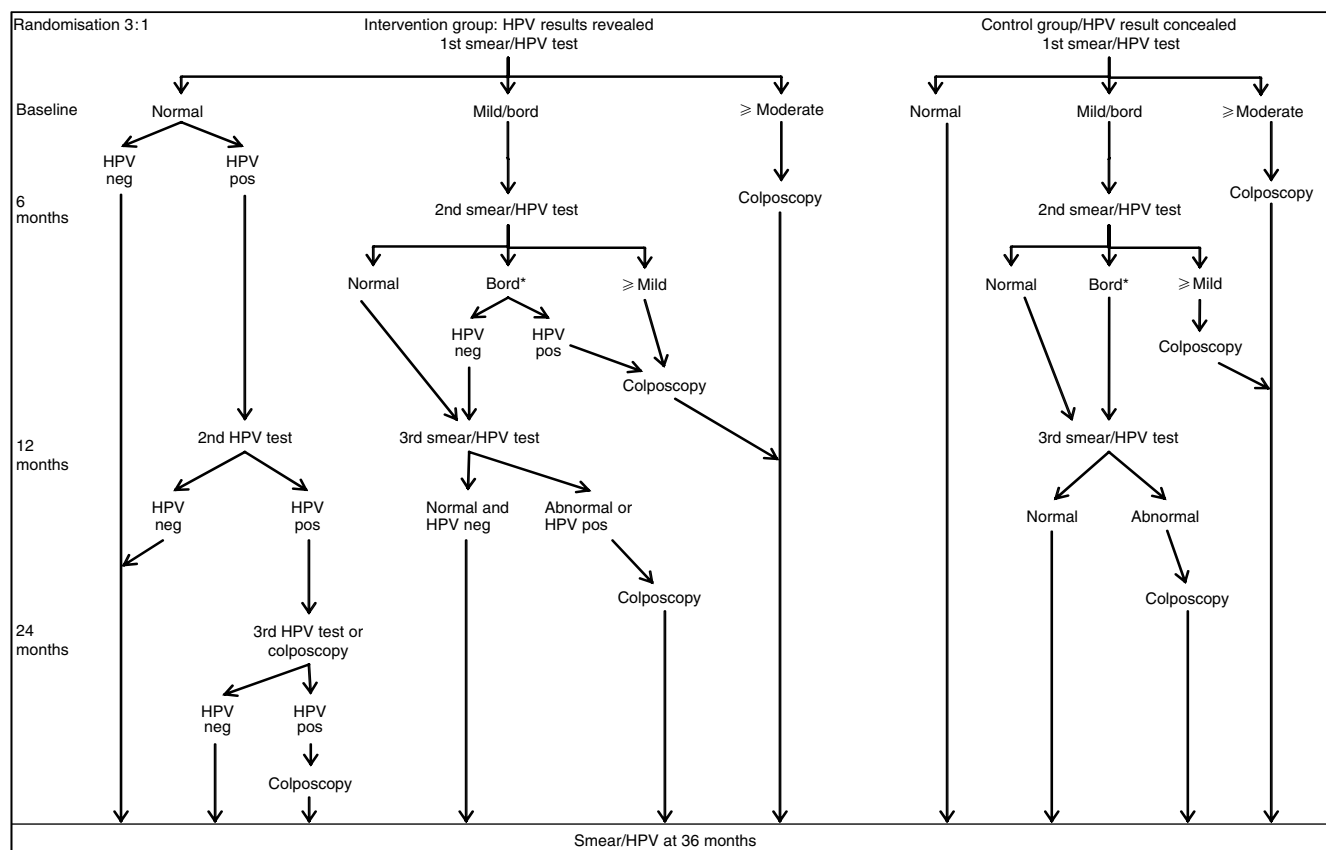 Randomisation 3:1
Intervention group: HPV results revealed
1st smear/HPV test
Control group/HPV result concealed
1st smear/HPV test
Baseline
Normal
Mild/bord
⩾ Moderate
Normal
Mild/bord
⩾Moderate
HPV
neg
HPV
pos
6
months
Colposcopy
Colposcopy
2nd smear/HPV test
2nd smear/HPV test
Normal
Bord*
⩾ Mild
Normal
Bord*
⩾Mild
HPV
neg
HPV
pos
Colposcopy
Colposcopy
12
months
2nd HPV test
3rd smear/HPV test
3rd smear/HPV test
HPV
neg
HPV
pos
Normal and
HPV neg
Abnormal or
HPV pos
Normal
Abnormal
Colposcopy
Colposcopy
24
months
3rd HPV test or
colposcopy
HPV
neg
HPV
pos
Colposcopy
Smear/HPV at 36 months